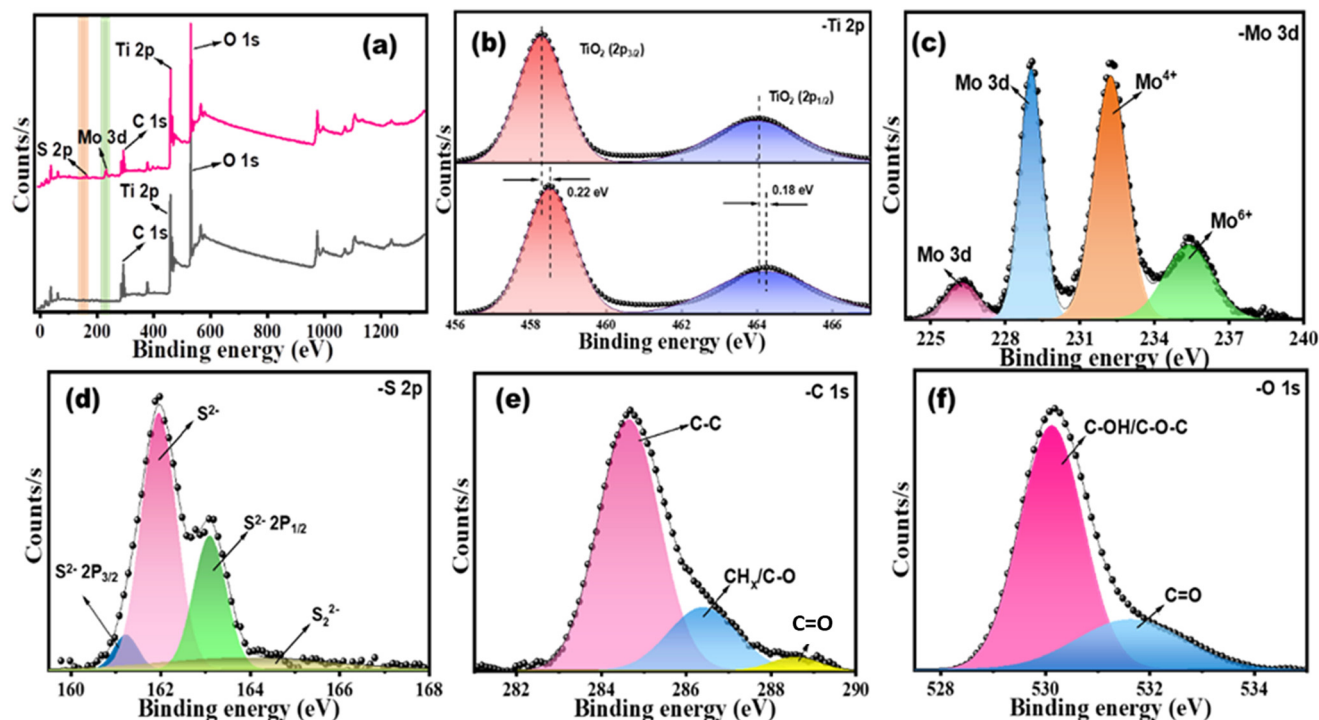 (a)
O 1s
Ti 2p
C 1s
Mo 3d
S 2p
O 1s
Ti 2p
C 1s
Counts/s
0 200 400 600 800 1000 1200
Binding energy (eV)
(b)
-Ti 2p
TiO2 (2p3/2)
TiO2 (2p1/2)
0.22 eV
0.18 eV
Counts/s
456 458 460 462 464 466
Binding energy (eV)
(c)
-Mo 3d
Mo 3d
Mo4+
Mo6+
Mo 3d
Counts/s
225 228 231 234 237 240
Binding energy (eV)
(d)
-S 2p
S2-
S2- 2P1/2
S2- 2P3/2
S22-
Counts/s
160 162 164 166 168
Binding energy (eV)
(e)
-C 1s
C-C
CHX/C-O
C=O
Counts/s
282 284 286 288 290
Binding energy (eV)
(f)
-O 1s
C-OH/C-O-C
C=O
Counts/s
528 530 532 534
Binding energy (eV)